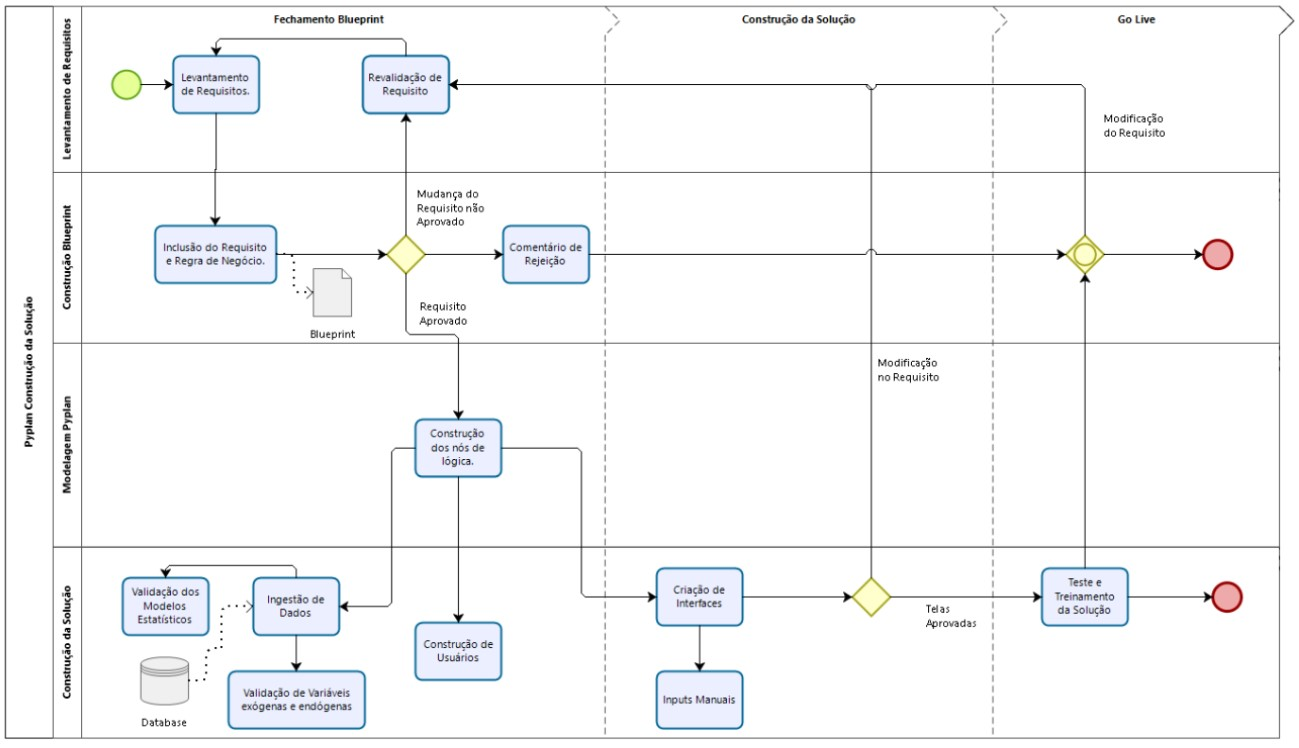 Fechamento Blueprint
Construção da Solução
Go Live
Pyplan Construção da Solução
Levantamento de Requisitos
Levantamento
de Requisitos.
Revalidação de
Requisito
Modificação
do Requisito
Construção Blueprint
Mudança do
Requisito não
Aprovado
Inclusão do Requisito
e Regra de Negócio.
Comentário de
Rejeição
Blueprint
Requisito
Aprovado
Modelagem Pyplan
Modificação
no Requisito
Construção
dos nós de
lógica.
Construção da Solução
Validação dos
Modelos
Estatísticos
Ingestão de
Dados
Criação de
Interfaces
Telas
Aprovadas
Teste e
Treinamento
da Solução
Construção de
Usuários
Database
Validação de Variáveis
exógenas e endógenas
Inputs Manuais